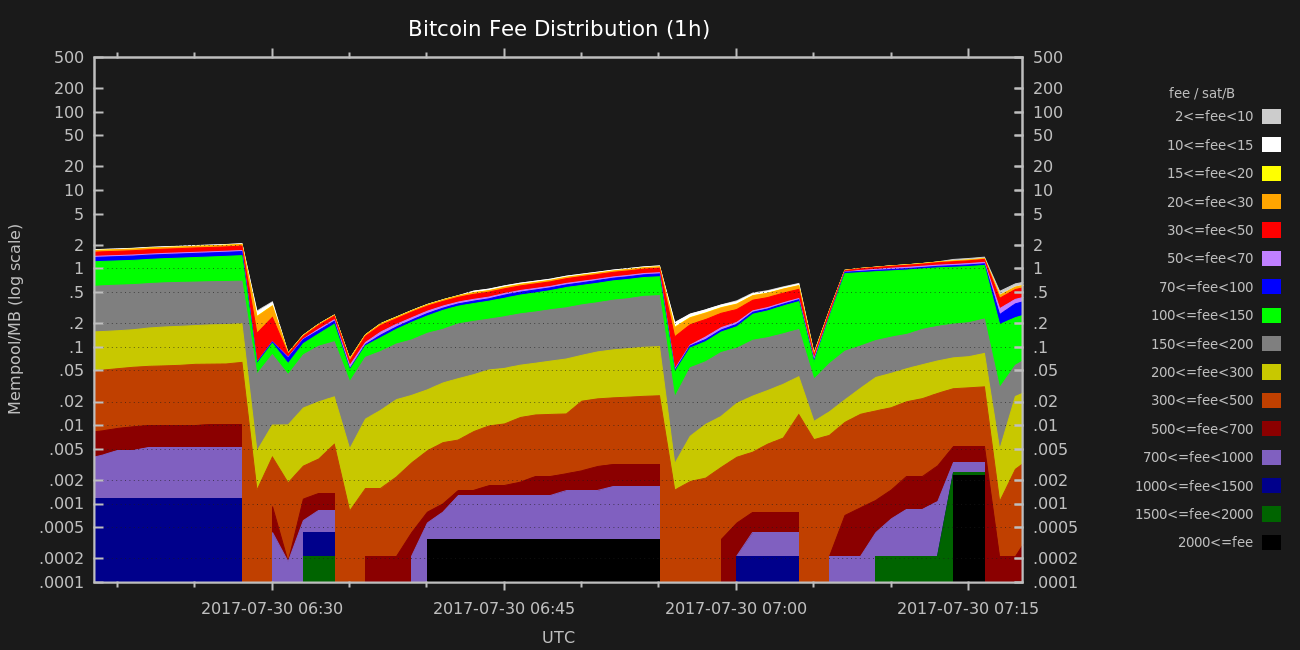 Bitcoin Fee Distribution (1h)
500
200
100
50
20
10
5
2
1
.5
.2
.1
.05
.02
.01
.005
.002
.001
.0005
.0002
.0001
Mempool/MB (log scale)
500
200
100
50
20
10
5
2
1
.5
.2
.1
.05
.02
.01
.005
.002
.001
.0005
.0002
.0001
2017-07-30 06:30
2017-07-30 06:45
2017-07-30 07:00
2017-07-30 07:15
UTC
fee / sat/B
2<=fee<10
10<=fee<15
15<=fee<20
20<=fee<30
30<=fee<50
50<=fee<70
70<=fee<100
100<=fee<150
150<=fee<200
200<=fee<300
300<=fee<500
500<=fee<700
700<=fee<1000
1000<=fee<1500
1500<=fee<2000
2000<=fee